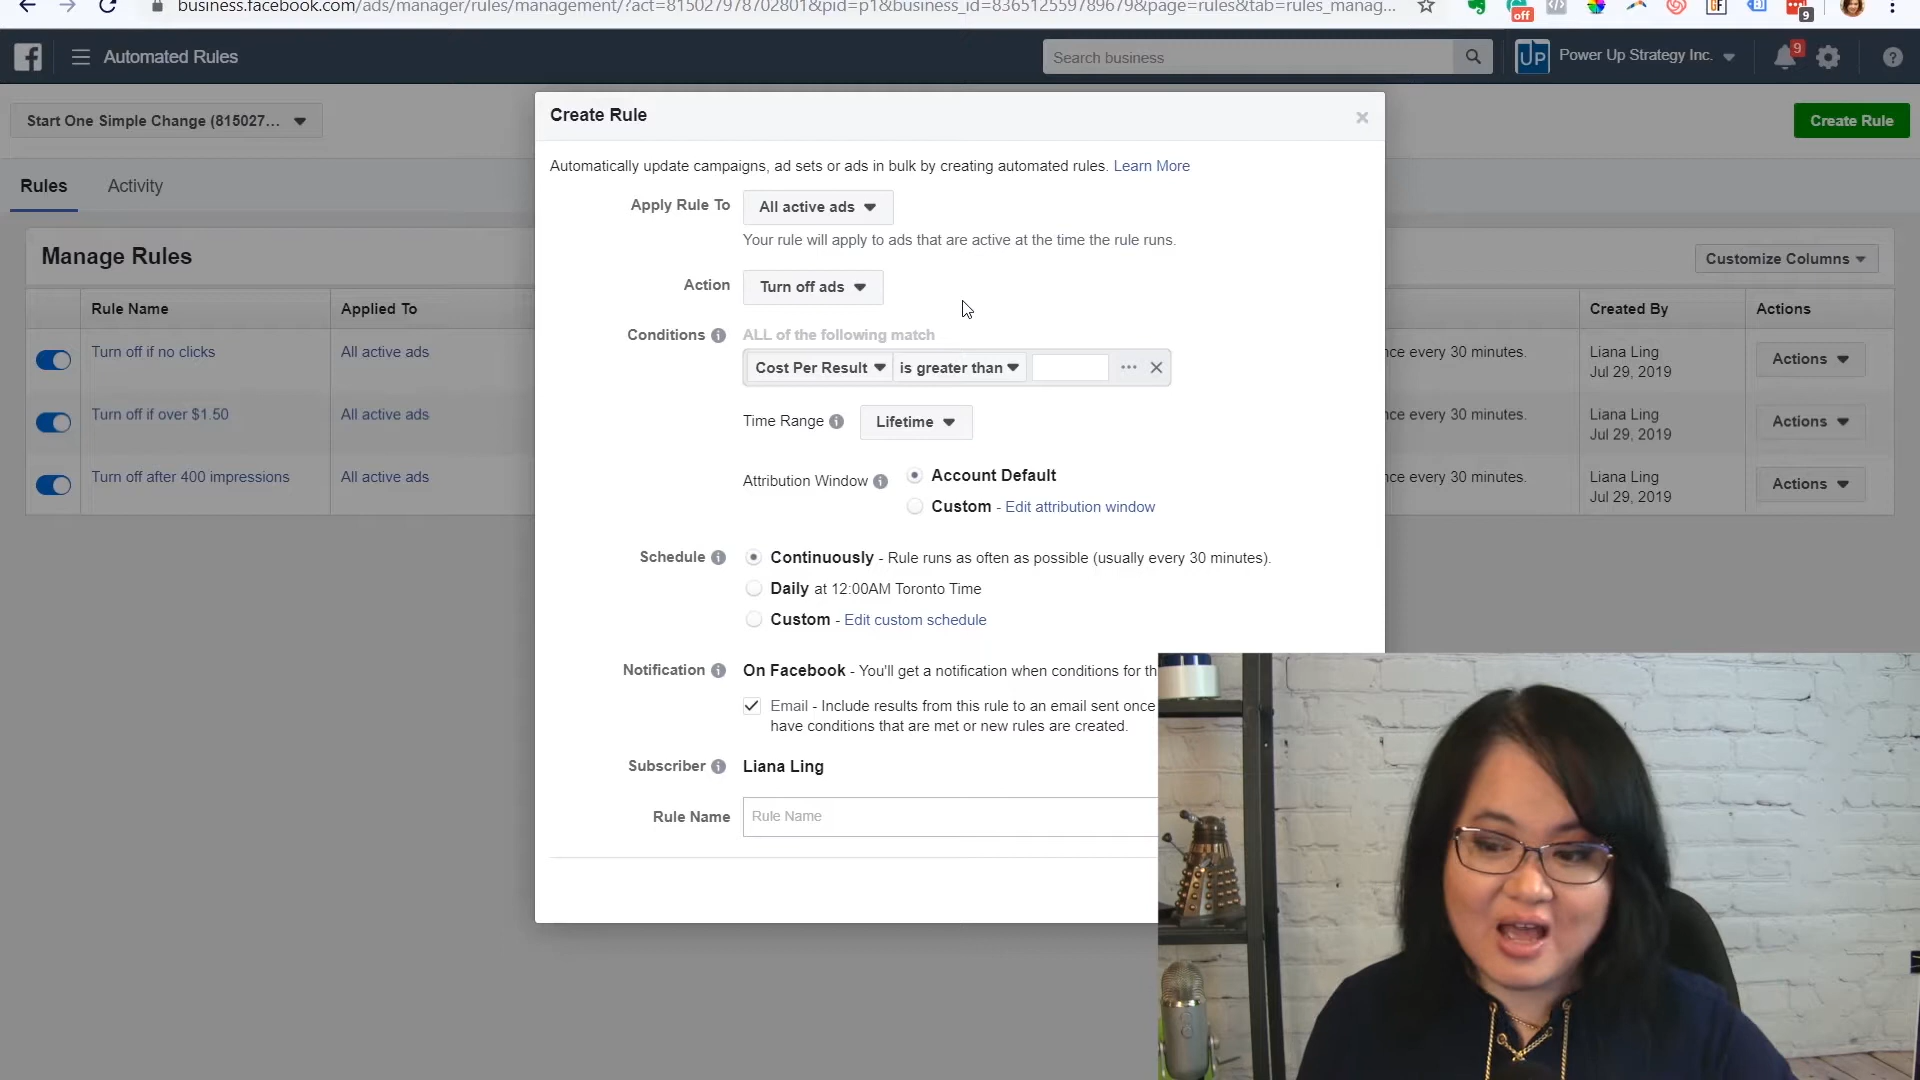 business.facebook.com/ads/manager/rules/management/?act=815027978702801&pid=p1&business_id=836512559789679&page=rules&tab=rules_manag...
off
GF
9
Automated Rules
Search business
UP
Power Up Strategy Inc.
9
Start One Simple Change (815027...
Create Rule
Rules
Activity
Manage Rules
Customize Columns
Rule Name
Applied To
Created By
Actions
Turn off if no clicks
All active ads
nce every 30 minutes.
Liana Ling
Jul 29, 2019
Actions
Turn off if over $1.50
All active ads
nce every 30 minutes.
Liana Ling
Jul 29, 2019
Actions
Turn off after 400 impressions
All active ads
nce every 30 minutes.
Liana Ling
Jul 29, 2019
Actions
Create Rule
Automatically update campaigns, ad sets or ads in bulk by creating automated rules. Learn More
Apply Rule To
All active ads
Your rule will apply to ads that are active at the time the rule runs.
Action
Turn off ads
Conditions
ALL of the following match
Cost Per Result
is greater than
Time Range
Lifetime
Attribution Window
Account Default
Custom - Edit attribution window
Schedule
Continuously - Rule runs as often as possible (usually every 30 minutes).
Daily at 12:00AM Toronto Time
Custom - Edit custom schedule
Notification
On Facebook - You'll get a notification when conditions for th
Email - Include results from this rule to an email sent once
have conditions that are met or new rules are created.
Subscriber
Liana Ling
Rule Name
Rule Name